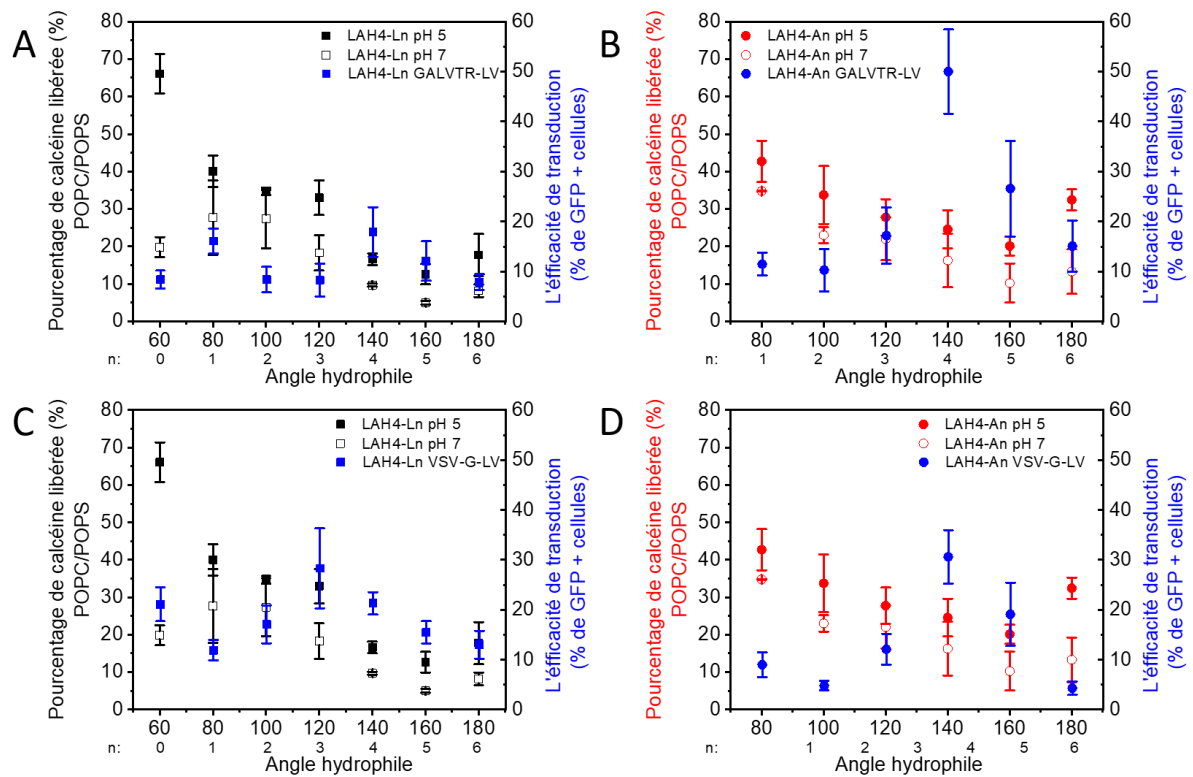 A
Pourcentage de calcéine libérée (%)
POPC/POPS
80
70
60
50
40
30
20
10
0
LAH4-Ln pH 5
LAH4-Ln pH 7
LAH4-Ln GALVTR-LV
60
50
40
30
20
10
0
L'éfficacité de transduction
(% de GFP + cellules)
60 80 100 120 140 160 180
n: 0 1 2 3 4 5 6
Angle hydrophile
B
Pourcentage de calcéine libérée (%)
POPC/POPS
80
70
60
50
40
30
20
10
0
LAH4-An pH 5
LAH4-An pH 7
LAH4-An GALVTR-LV
60
50
40
30
20
10
0
L'éfficacité de transduction
(% de GFP + cellules)
80 100 120 140 160 180
n: 1 2 3 4 5 6
Angle hydrophile
C
Pourcentage de calcéine libérée (%)
POPC/POPS
80
70
60
50
40
30
20
10
0
LAH4-Ln pH 5
LAH4-Ln pH 7
LAH4-Ln VSV-G-LV
60
50
40
30
20
10
0
L'éfficacité de transduction
(% de GFP + cellules)
60 80 100 120 140 160 180
n: 0 1 2 3 4 5 6
Angle hydrophile
D
Pourcentage de calcéine libérée (%)
POPC/POPS
80
70
60
50
40
30
20
10
0
LAH4-An pH 5
LAH4-An pH 7
LAH4-An VSV-G-LV
60
50
40
30
20
10
0
L'éfficacité de transduction
(% de GFP + cellules)
80 100 120 140 160 180
n: 1 2 3 4 5 6
Angle hydrophile